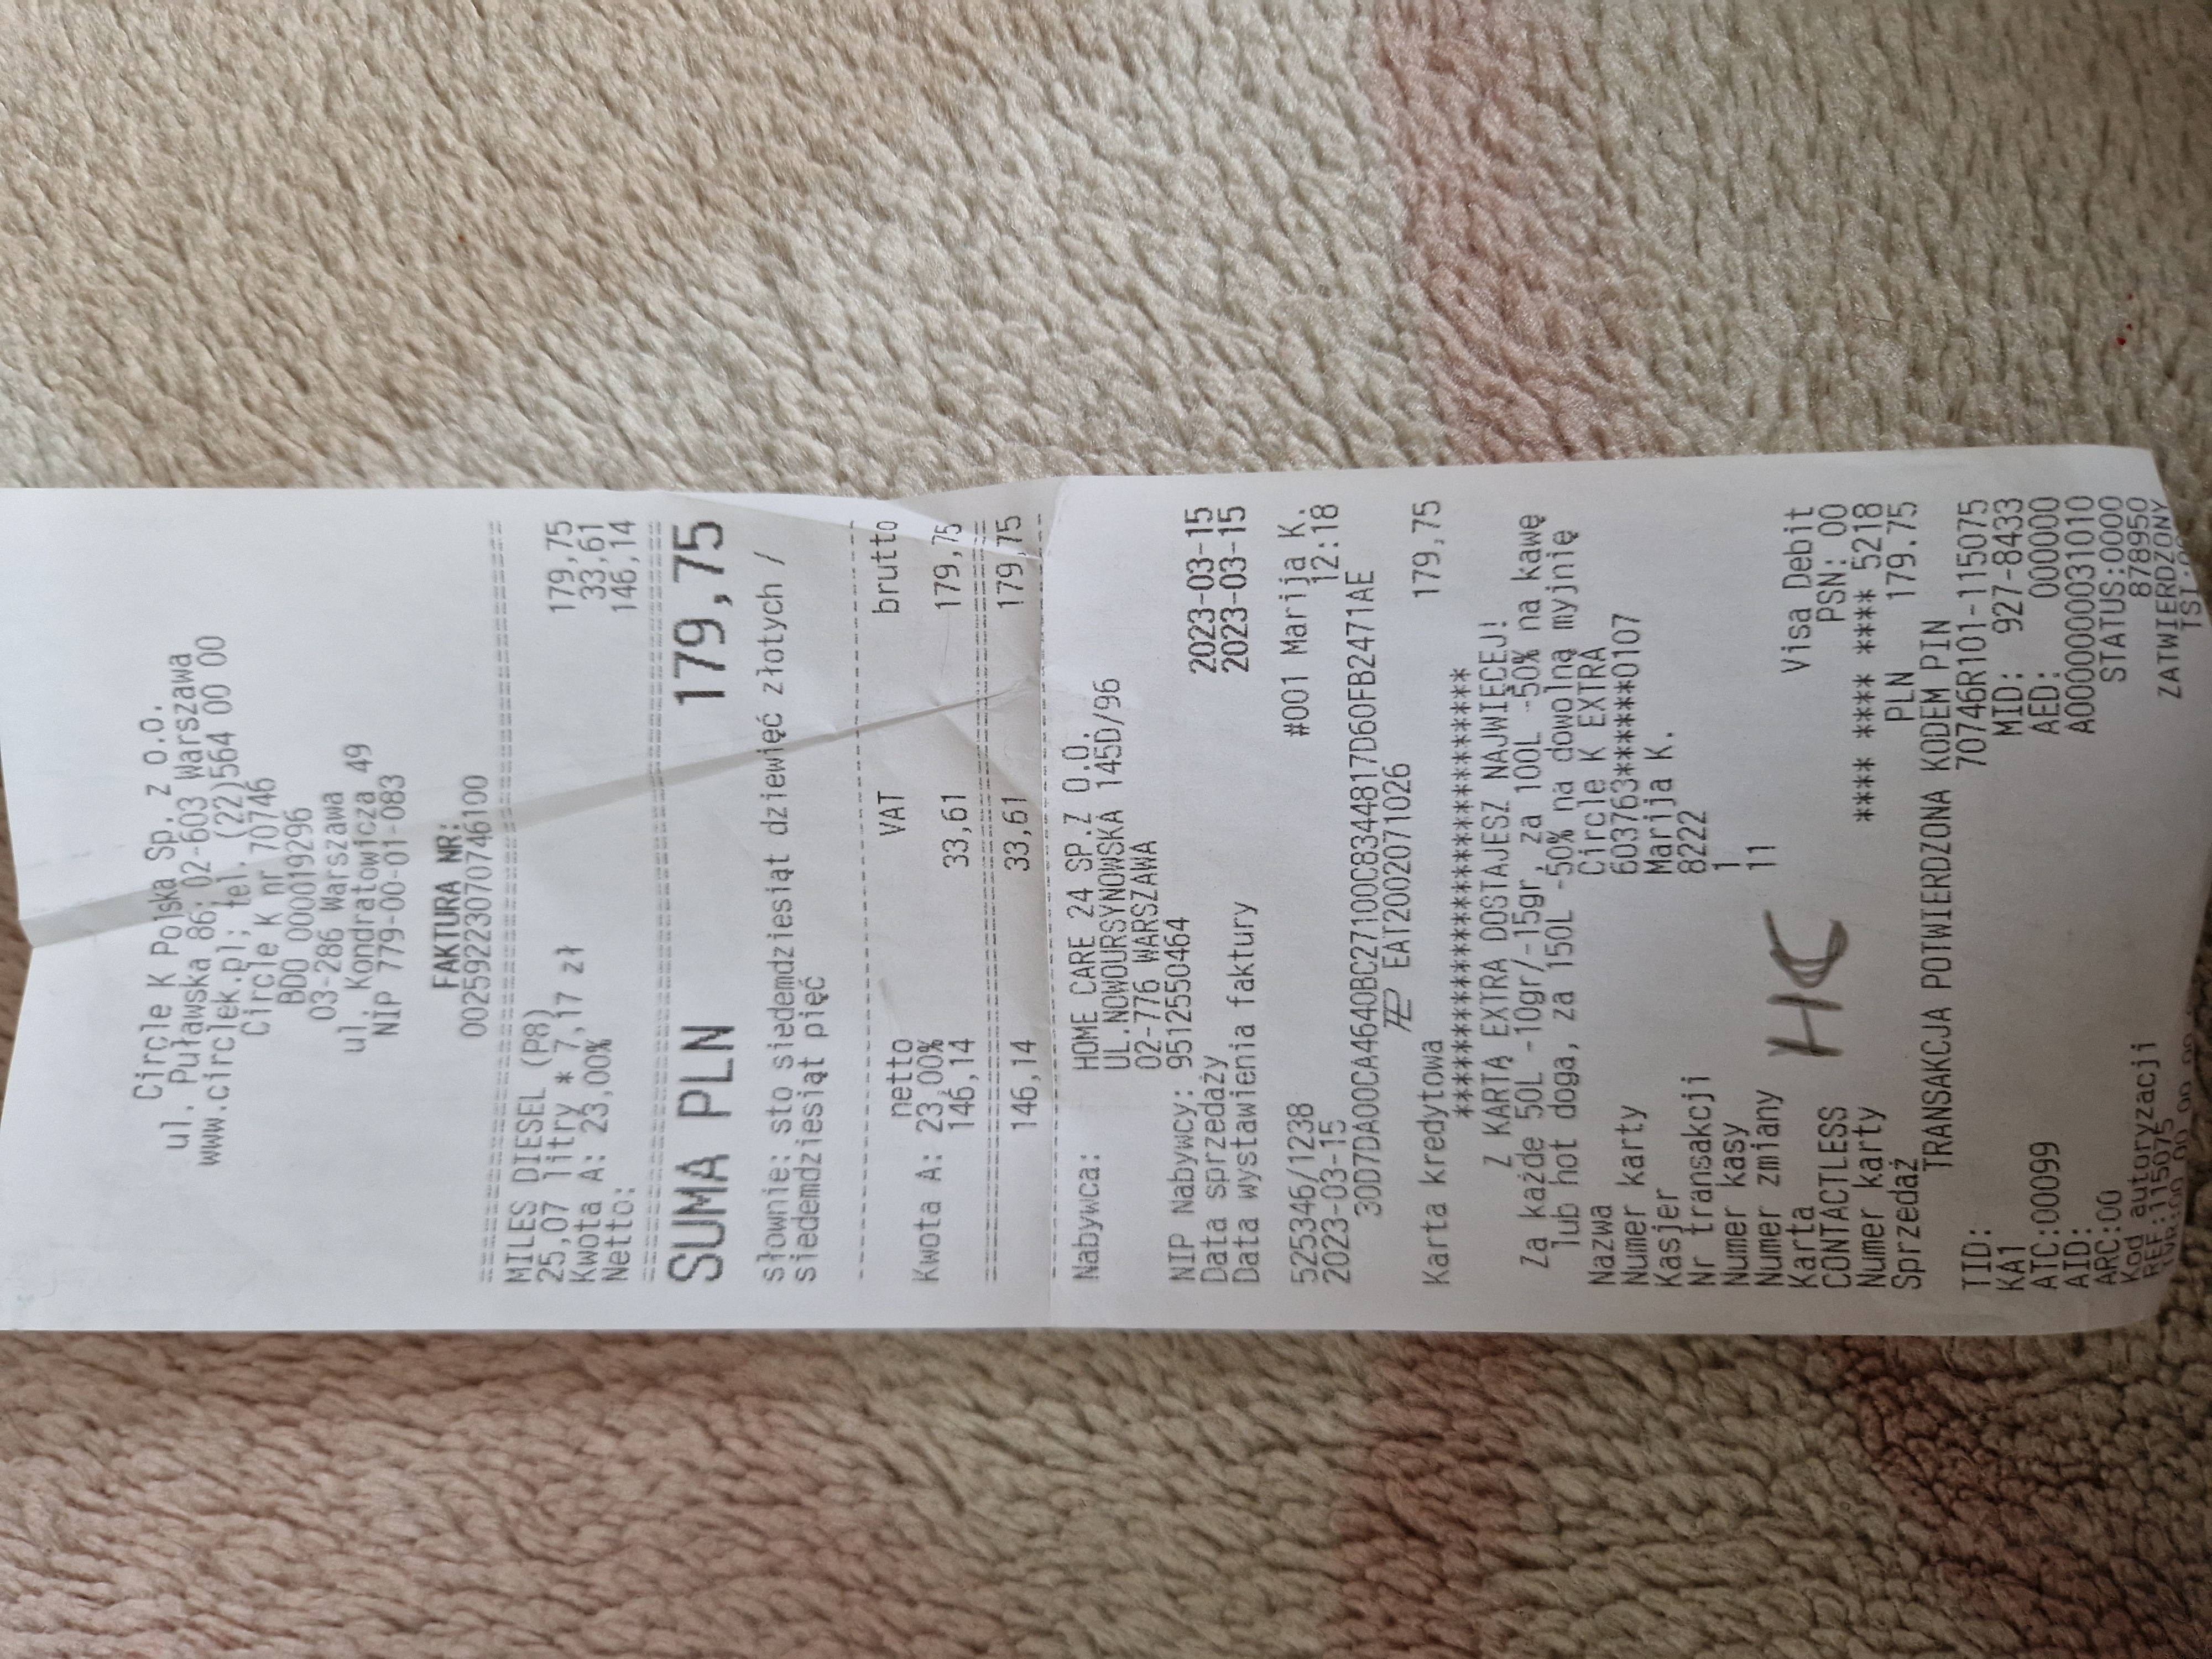 Circle K Polska Sp. z o.o.
ul. Puławska 86; 02-603 Warszawa
www.circlek.pl; tel. (22)564 00 00
Circle K nr 70746
BDO 000019296
03-286 Warszawa
ul. Kondratowicza 49
NIP 779-00-01-083
FAKTURA NR:
00259223070746100
MILES DIESEL (P8)
25,07 litry * 7,17 zł 179,75
Kwota A: 23,00% 33,61
Netto: 146,14
SUMA PLN 179,75
słownie: sto siedemdziesiąt dziewięć złotych /
siedemdziesiąt pięć
netto VAT brutto
Kwota A: 23,00%
146,14 33,61 179,75
146,14 33,61 179,75
Nabywca: HOME CARE 24 SP.Z O.O.
UL.NOWOURSYNOWSKA 145D/96
02-776 WARSZAWA
NIP Nabywcy: 9512550464
Data sprzedaży 2023-03-15
Data wystawienia faktury 2023-03-15
525346/1238 #001 Marija K.
2023-03-15 12:18
30D7DA00CA4640BC27100C8344817D60FB2471AE
EAT2002071026
Karta kredytowa 179,75
****************************
Z KARTĄ EXTRA DOSTAJESZ NAJWIĘCEJ!
Za każde 50L -10gr/-15gr, za 100L -50% na kawę
lub hot doga, za 150L -50% na dowolną myjnię
Nazwa Circle K EXTRA
Numer karty 603763******0107
Kasjer Marija K.
Nr transakcji 8222
Numer kasy 1
Numer zmiany 11
HC
Karta Visa Debit
CONTACTLESS PSN: 00
Numer karty **** **** **** 5218
Sprzedaż PLN 179.75
TRANSAKCJA POTWIERDZONA KODEM PIN
TID: 70746R101-115075
KA1 MID: 927-8433
ATC:00099 AED: 000000
AID: A0000000031010
ARC:00 STATUS:0000
Kod autoryzacji 878950
REF:115075 ZATWIERDZONY
TVR:00 00 00 00 TSI: